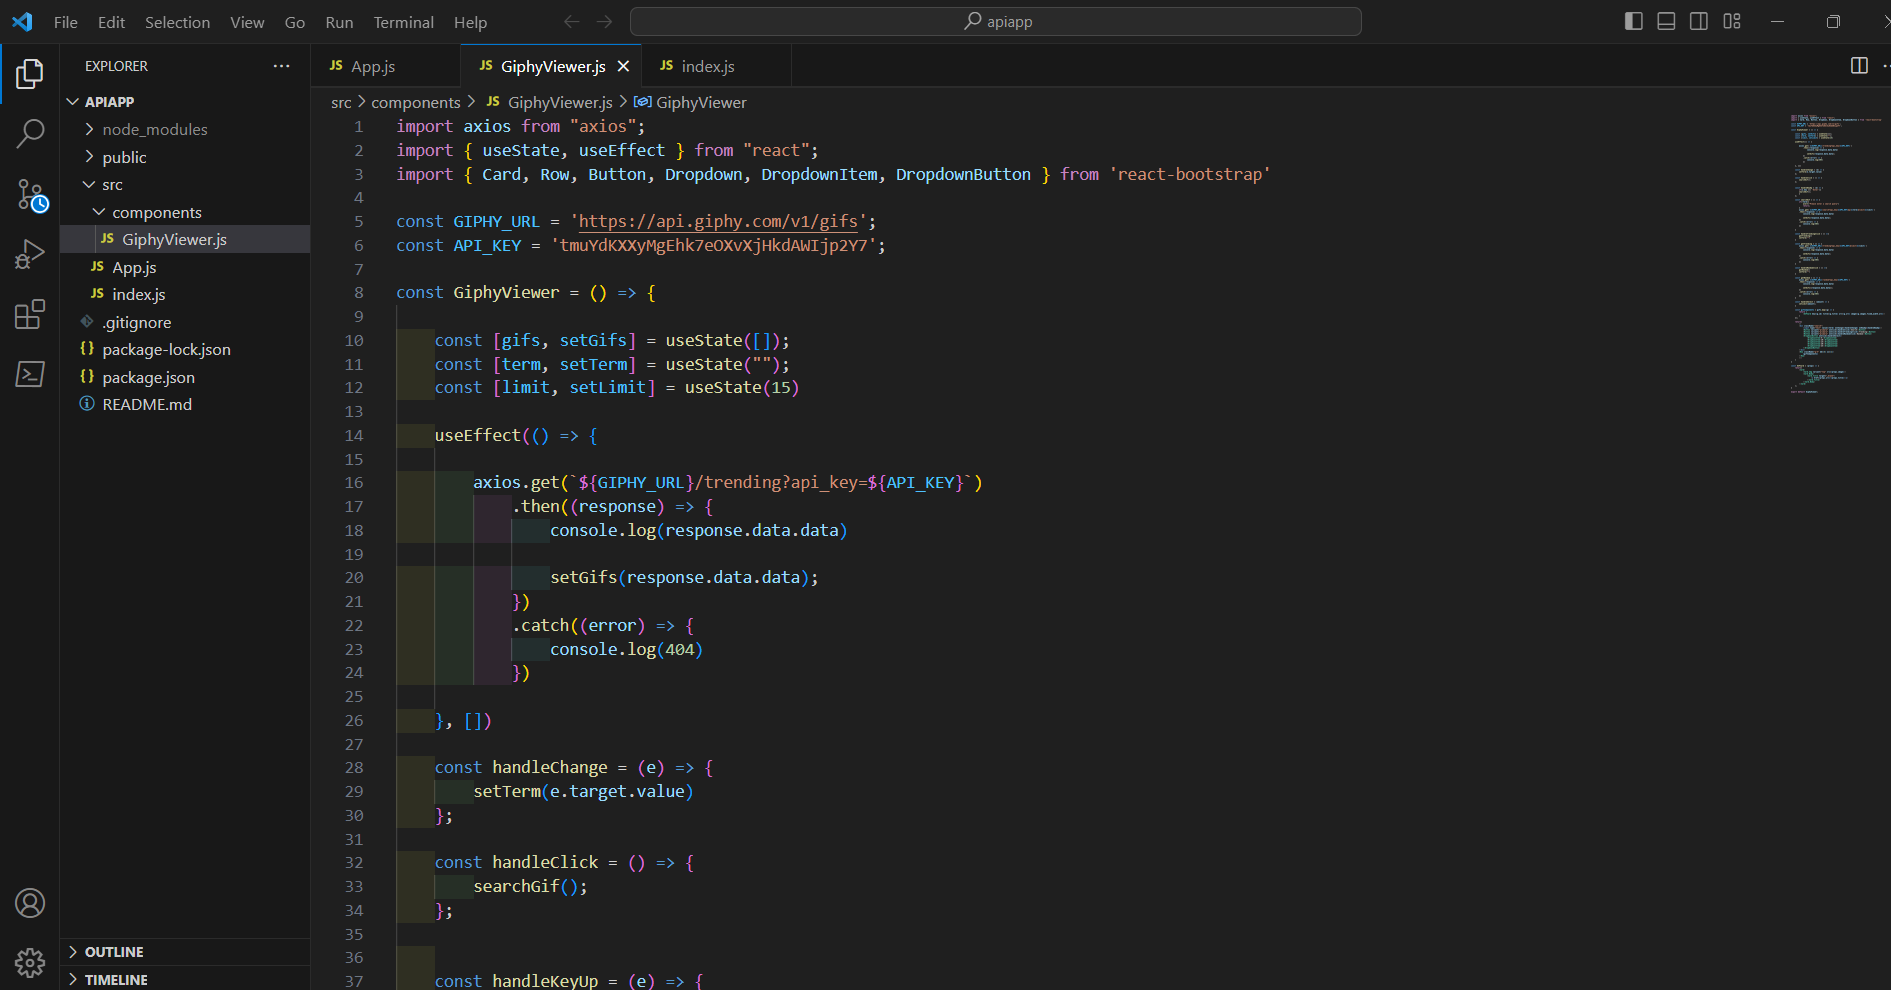 File Edit Selection View Go Run Terminal Help
apiapp
EXPLORER
APIAPP
node_modules
public
src
components
JS GiphyViewer.js
JS App.js
JS index.js
.gitignore
{} package-lock.json
{} package.json
README.md
OUTLINE
TIMELINE
JS App.js
JS GiphyViewer.js
JS index.js
src > components > JS GiphyViewer.js > GiphyViewer
1 import axios from "axios";
2 import { useState, useEffect } from "react";
3 import { Card, Row, Button, Dropdown, DropdownItem, DropdownButton } from 'react-bootstrap'
4
5 const GIPHY_URL = 'https://api.giphy.com/v1/gifs';
6 const API_KEY = 'tmuYdKXXyMgEhk7eOXvXjHkdAWIjp2Y7';
7
8 const GiphyViewer = () => {
9
10 const [gifs, setGifs] = useState([]);
11 const [term, setTerm] = useState("");
12 const [limit, setLimit] = useState(15)
13
14 useEffect(() => {
15
16 axios.get(`${GIPHY_URL}/trending?api_key=${API_KEY}`)
17 .then((response) => {
18 console.log(response.data.data)
19
20 setGifs(response.data.data);
21 })
22 .catch((error) => {
23 console.log(404)
24 })
25
26 }, [])
27
28 const handleChange = (e) => {
29 setTerm(e.target.value)
30 };
31
32 const handleClick = () => {
33 searchGif();
34 };
35
36
37 const handleKeyUp = (e) => {